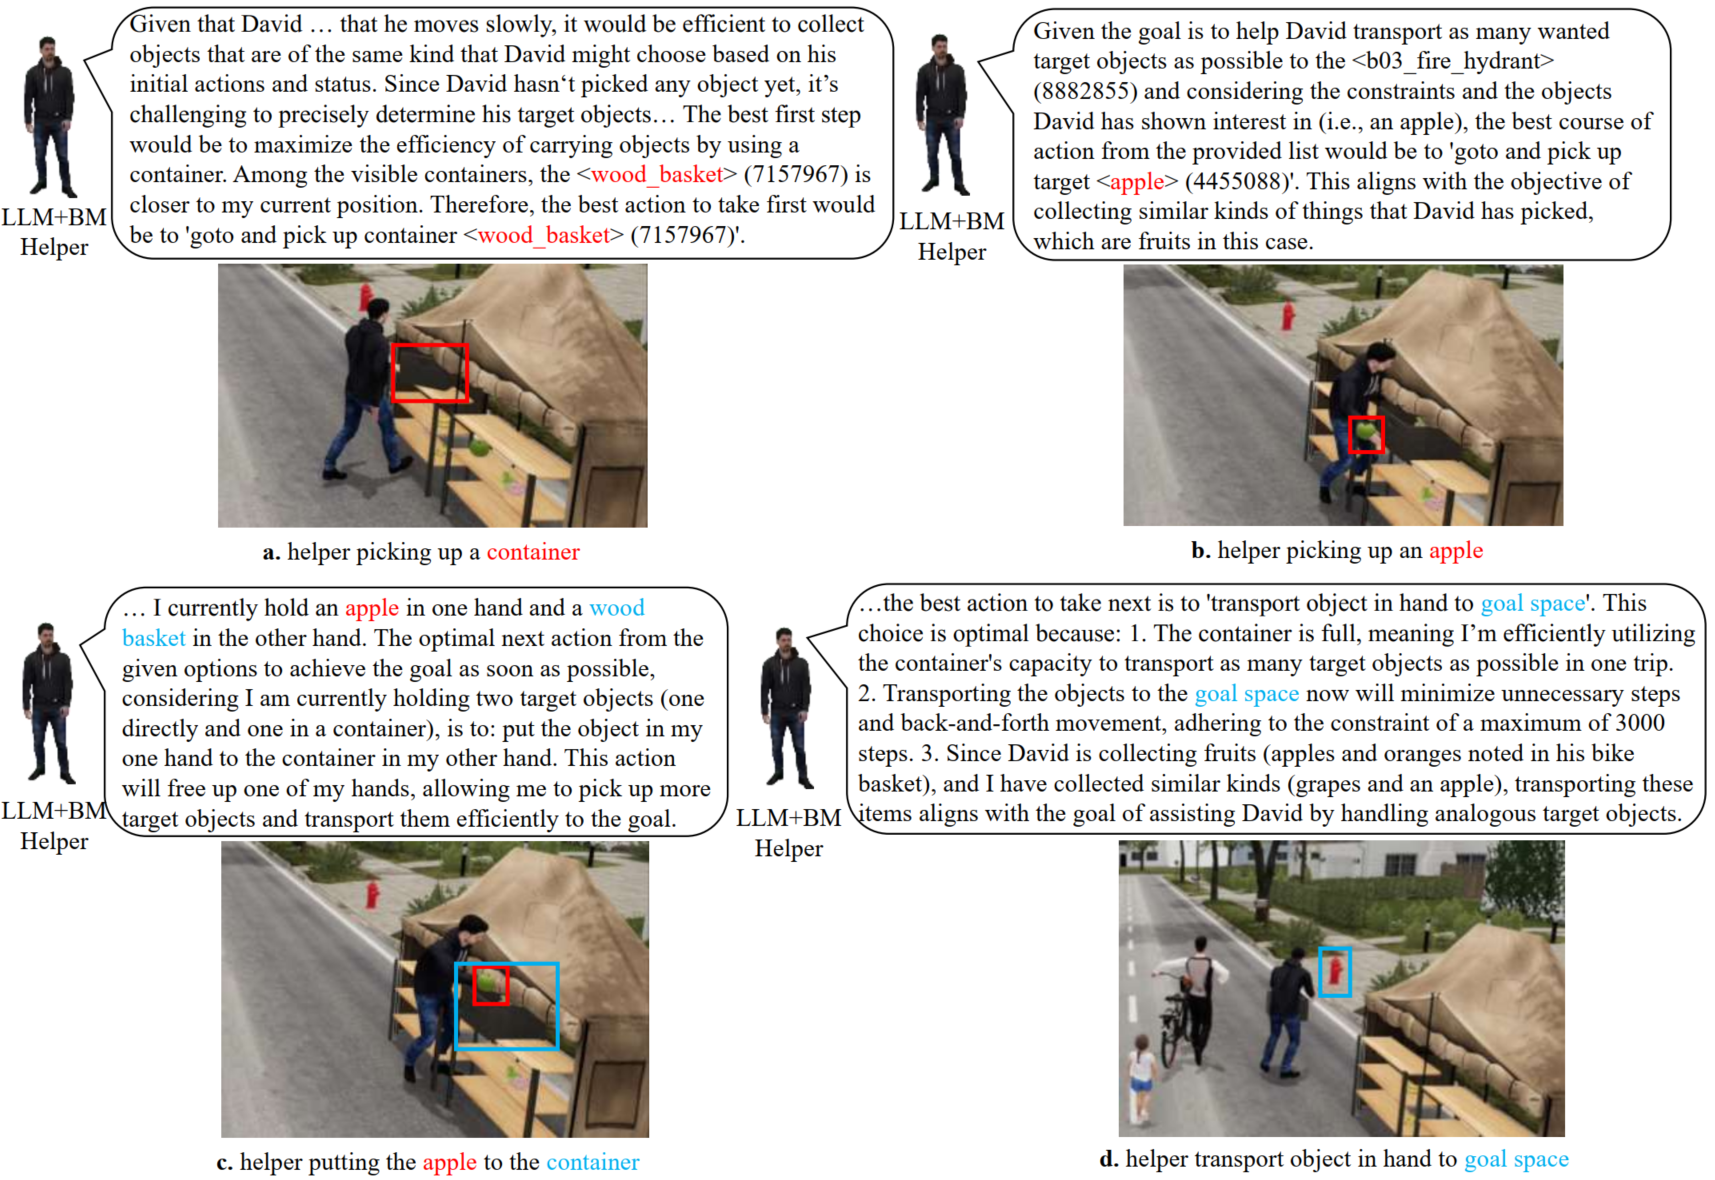 Given that David … that he moves slowly, it would be efficient to collect
objects that are of the same kind that David might choose based on his
initial actions and status. Since David hasn‘t picked any object yet, it’s
challenging to precisely determine his target objects… The best first step
would be to maximize the efficiency of carrying objects by using a
container. Among the visible containers, the <wood_basket> (7157967) is
closer to my current position. Therefore, the best action to take first would
be to 'goto and pick up container <wood_basket> (7157967)'.
LLM+BM
Helper
a. helper picking up a container
Given the goal is to help David transport as many wanted
target objects as possible to the <b03_fire_hydrant>
(8882855) and considering the constraints and the objects
David has shown interest in (i.e., an apple), the best course of
action from the provided list would be to 'goto and pick up
target <apple> (4455088)'. This aligns with the objective of
collecting similar kinds of things that David has picked,
which are fruits in this case.
LLM+BM
Helper
b. helper picking up an apple
… I currently hold an apple in one hand and a wood
basket in the other hand. The optimal next action from the
given options to achieve the goal as soon as possible,
considering I am currently holding two target objects (one
directly and one in a container), is to: put the object in my
one hand to the container in my other hand. This action
will free up one of my hands, allowing me to pick up more
target objects and transport them efficiently to the goal.
LLM+BM
Helper
c. helper putting the apple to the container
…the best action to take next is to 'transport object in hand to goal space'. This
choice is optimal because: 1. The container is full, meaning I’m efficiently utilizing
the container's capacity to transport as many target objects as possible in one trip.
2. Transporting the objects to the goal space now will minimize unnecessary steps
and back-and-forth movement, adhering to the constraint of a maximum of 3000
steps. 3. Since David is collecting fruits (apples and oranges noted in his bike
basket), and I have collected similar kinds (grapes and an apple), transporting these
items aligns with the goal of assisting David by handling analogous target objects.
LLM+BM
Helper
d. helper transport object in hand to goal space